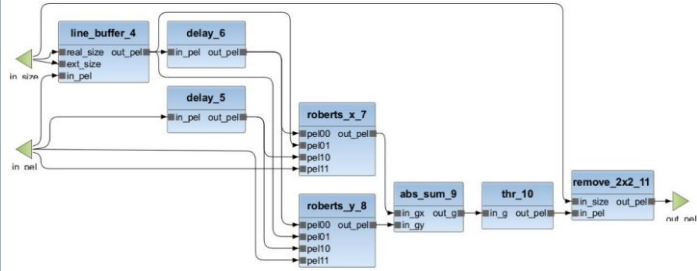 line_buffer_4
real_size out_pel
ext_size
in_pel
delay_6
in_pel out_pel
delay_5
in_pel out_pel
in_size
in_pel
roberts_x_7
pel00 out_pel
pel01
pel10
pel11
roberts_y_8
pel00 out_pel
pel01
pel10
pel11
abs_sum_9
in_gx out_g
in_gy
thr_10
in_g out_pel
remove_2x2_11
in_size out_pel
in_pel
out_pel